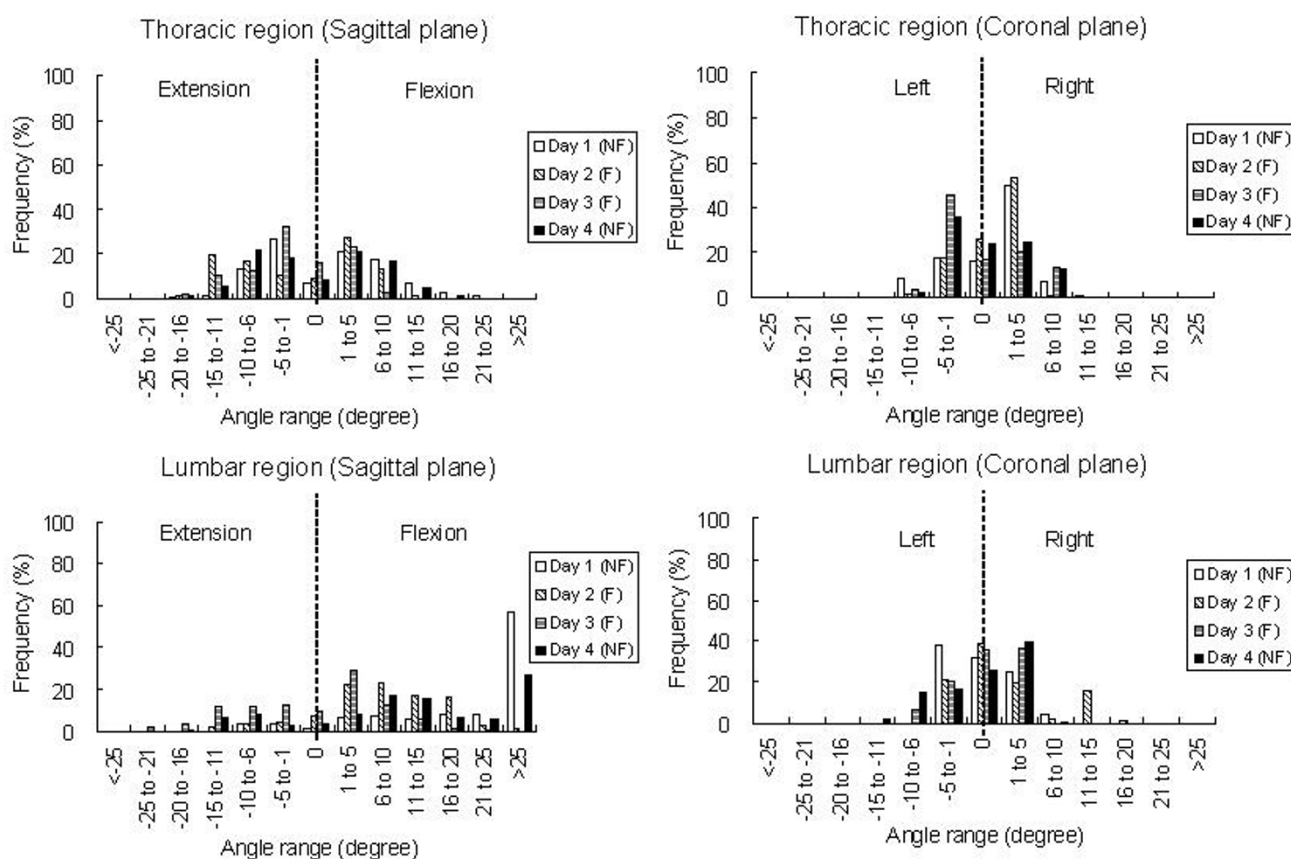 Thoracic region (Sagittal plane)
Frequency (%)
100
80
60
40
20
0
Extension
Flexion
Day 1 (NF)
Day 2 (F)
Day 3 (F)
Day 4 (NF)
<-25
-25 to -21
-20 to -16
-15 to -11
-10 to -6
-5 to -1
0
1 to 5
6 to 10
11 to 15
16 to 20
21 to 25
>25
Angle range (degree)
Thoracic region (Coronal plane)
Frequency (%)
100
80
60
40
20
0
Left
Right
Day 1 (NF)
Day 2 (F)
Day 3 (F)
Day 4 (NF)
<-25
-25 to -21
-20 to -16
-15 to -11
-10 to -6
-5 to -1
0
1 to 5
6 to 10
11 to 15
16 to 20
21 to 25
>25
Angle range (degree)
Lumbar region (Sagittal plane)
Frequency (%)
100
80
60
40
20
0
Extension
Flexion
Day 1 (NF)
Day 2 (F)
Day 3 (F)
Day 4 (NF)
<-25
-25 to -21
-20 to -16
-15 to -11
-10 to -6
-5 to -1
0
1 to 5
6 to 10
11 to 15
16 to 20
21 to 25
>25
Angle range (degree)
Lumbar region (Coronal plane)
Frequency (%)
100
80
60
40
20
0
Left
Right
Day 1 (NF)
Day 2 (F)
Day 3 (F)
Day 4 (NF)
<-25
-25 to -21
-20 to -16
-15 to -11
-10 to -6
-5 to -1
0
1 to 5
6 to 10
11 to 15
16 to 20
21 to 25
>25
Angle range (degree)